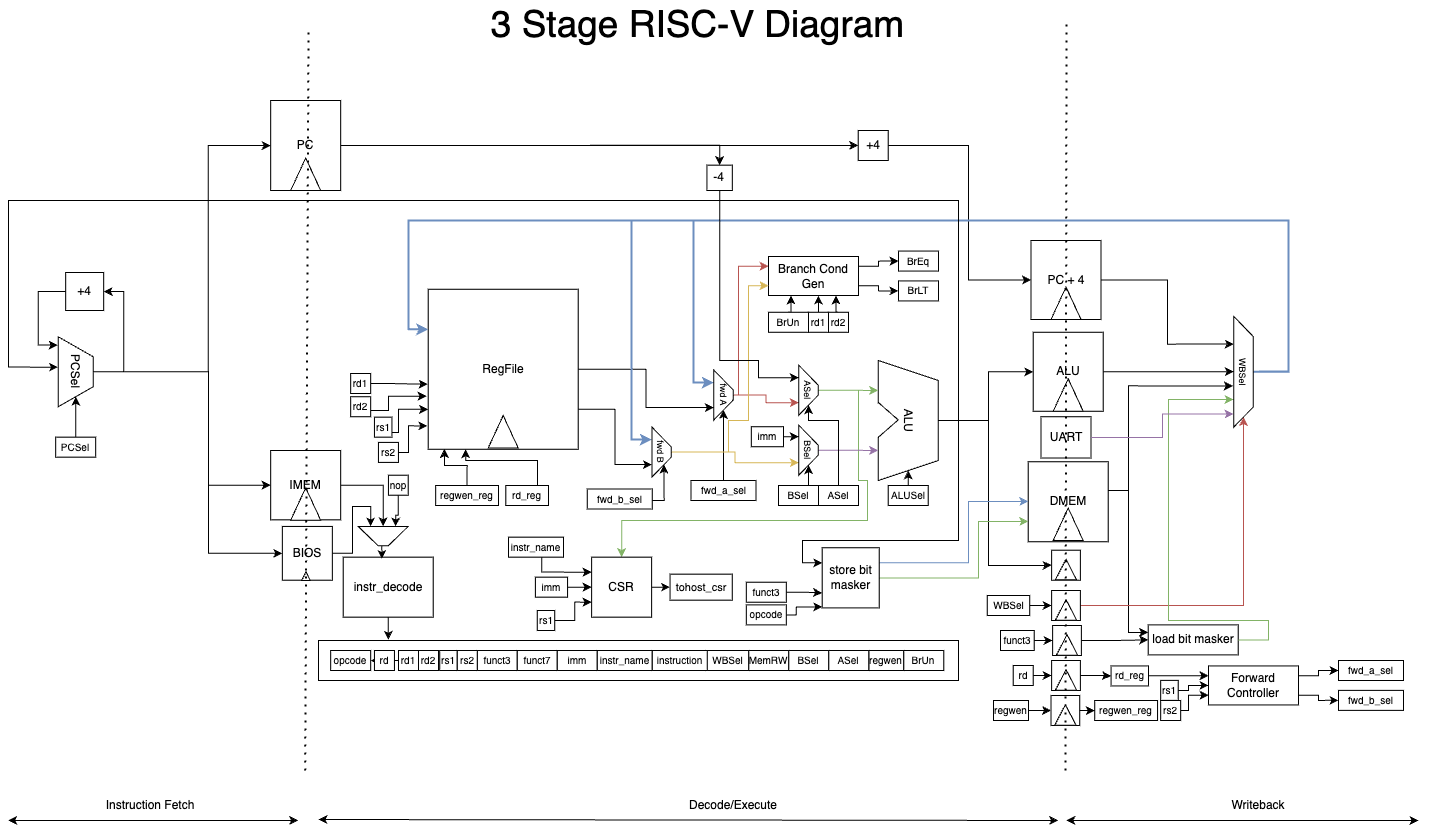 3 Stage RISC-V Diagram
PC
+4
-4
+4
PCSel
PCSel
IMEM
BIOS
nop
instr_decode
RegFile
rd1
rd2
rs1
rs2
regwen_reg
rd_reg
Branch Cond
Gen
BrEq
BrLT
BrUn
rd1
rd2
fwd A
fwd B
fwd_b_sel
fwd_a_sel
imm
ASel
BSel
BSel
ASel
ALU
ALUSel
instr_name
imm
rs1
CSR
tohost_csr
funct3
opcode
store bit
masker
opcode
rd
rd1
rd2
rs1
rs2
funct3
funct7
imm
instr_name
instruction
WBSel
MemRW
BSel
ASel
regwen
BrUn
PC + 4
ALU
UART
DMEM
WBSel
WBSel
funct3
load bit masker
rd
rd_reg
rs1
regwen
regwen_reg
rs2
Forward
Controller
fwd_a_sel
fwd_b_sel
Instruction Fetch
Decode/Execute
Writeback